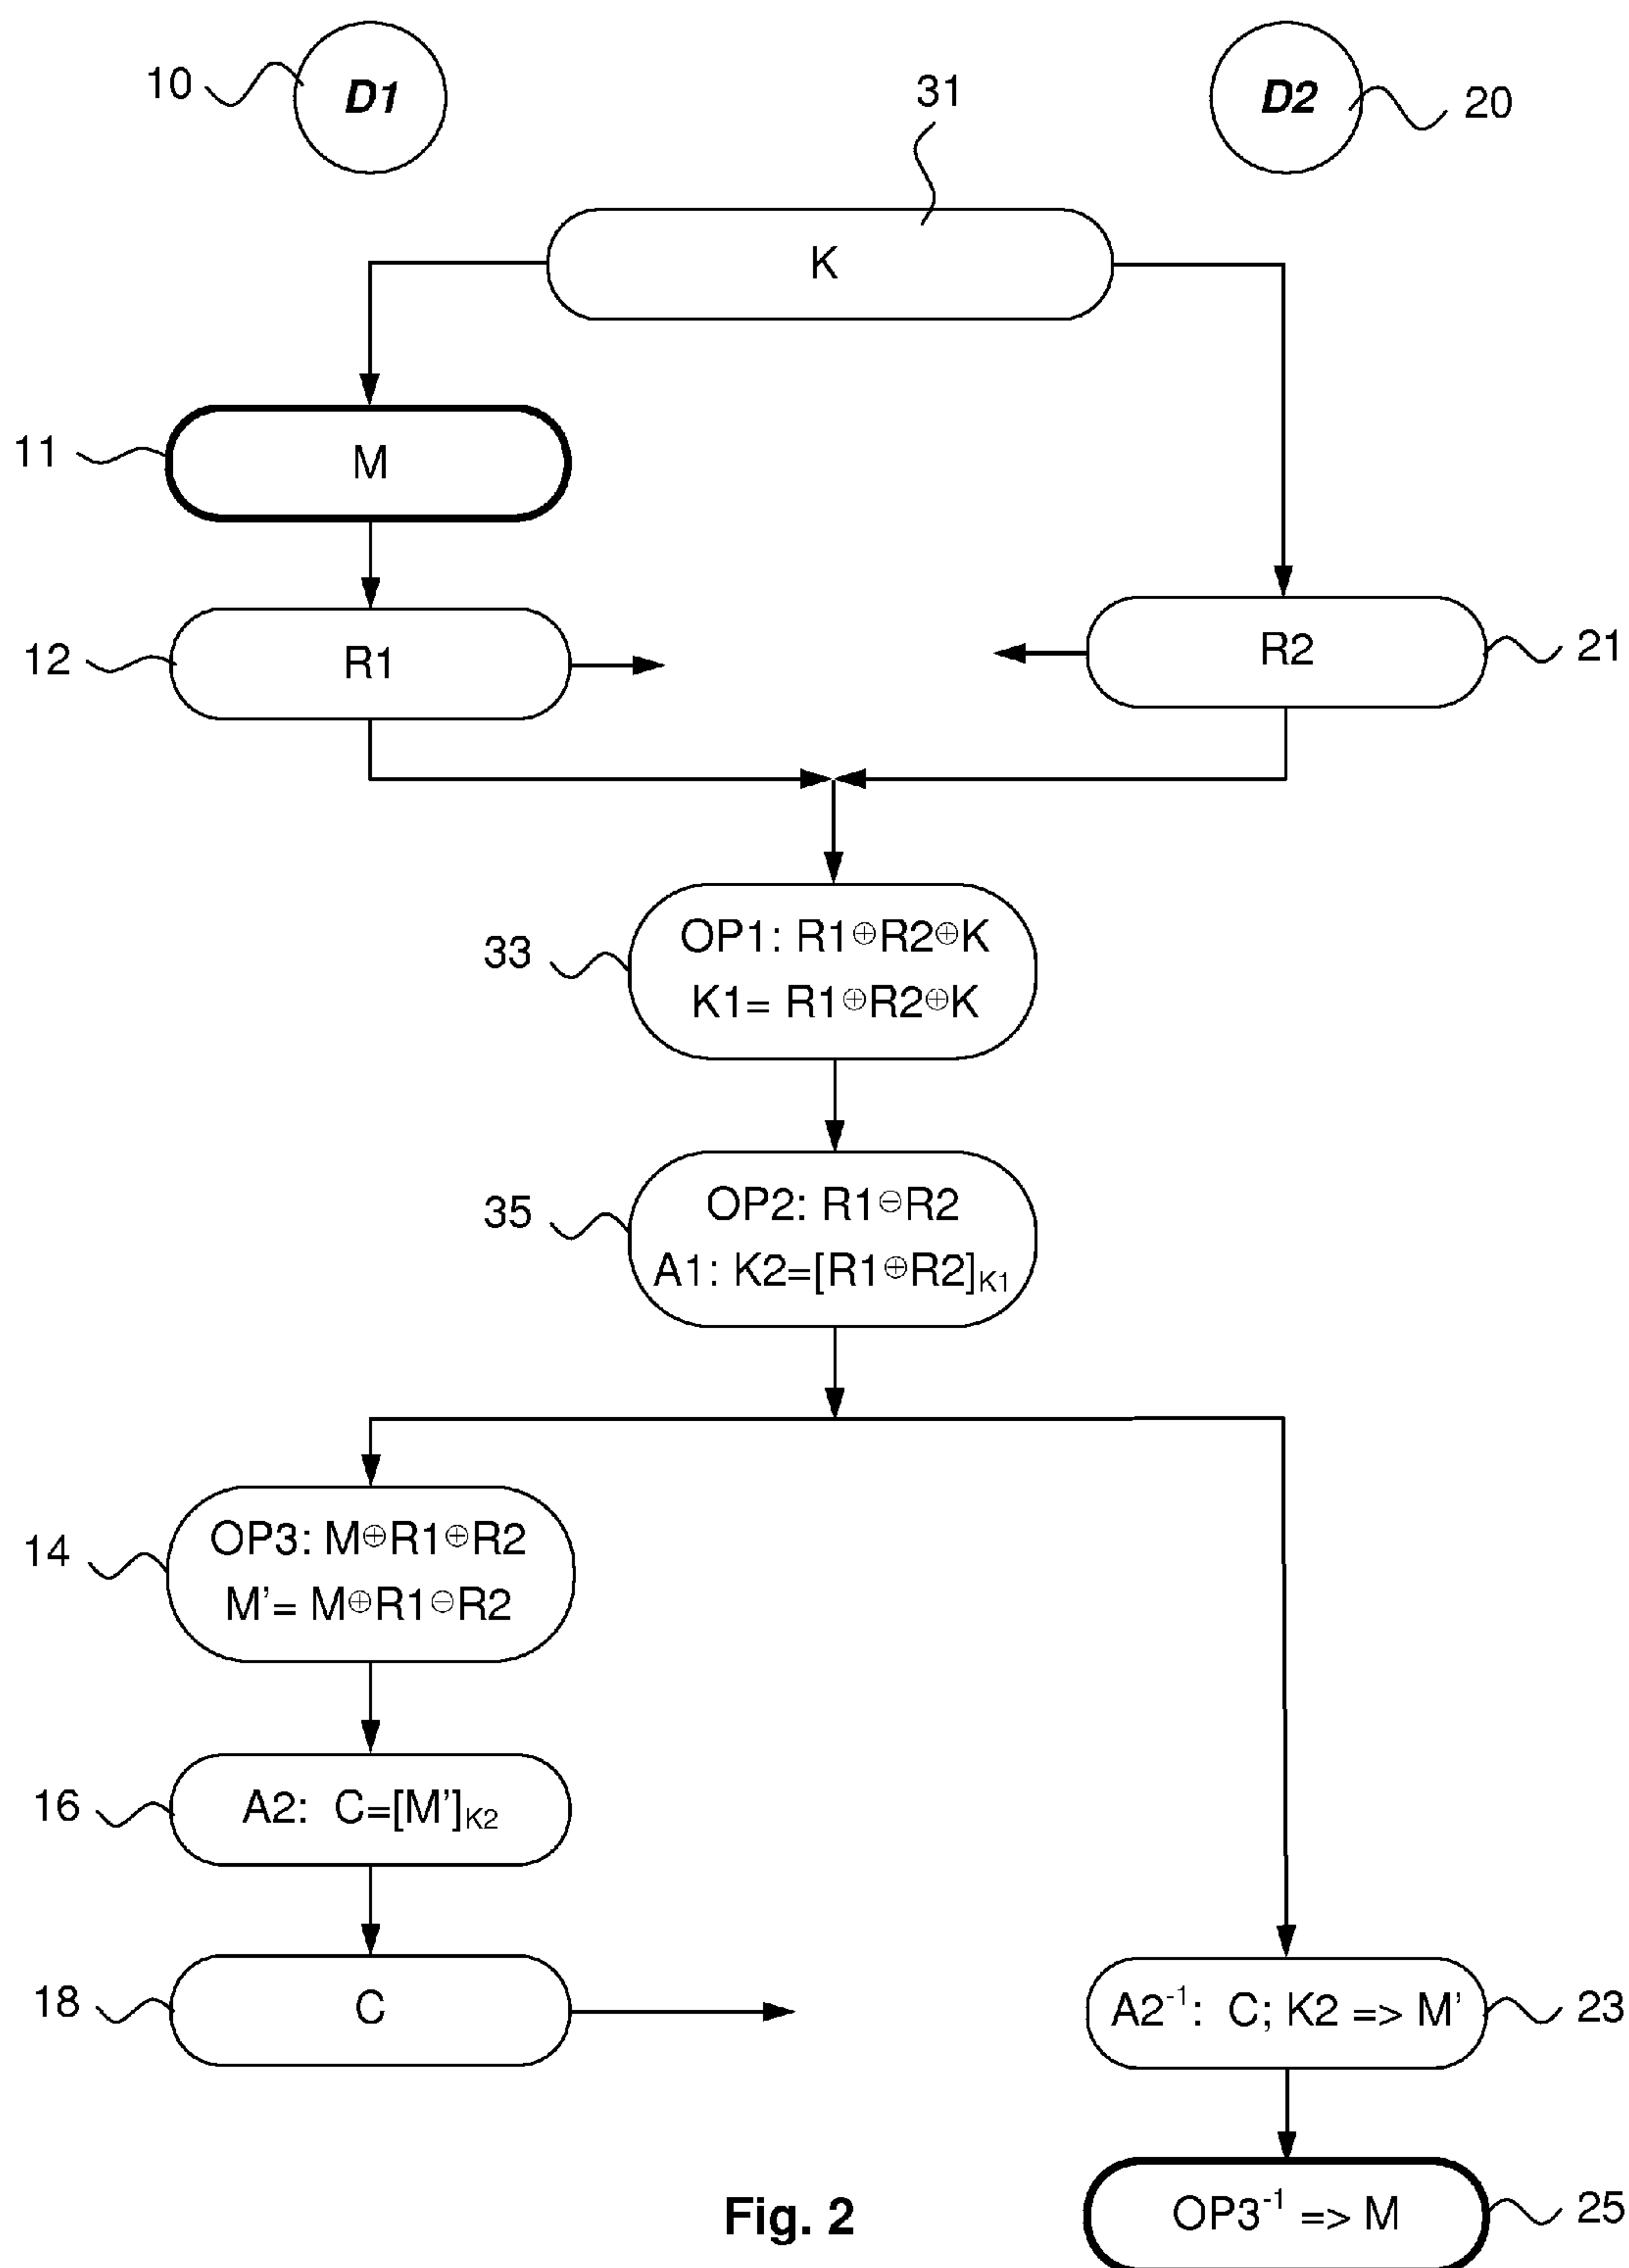 10
D1
31
D2
20
K
11
M
12
R1
R2
21
33
OP1: R1⊕R2⊕K
K1= R1⊕R2⊕K
35
OP2: R1⊖R2
A1: K2=[R1⊕R2]K1
14
OP3: M⊕R1⊕R2
M'= M⊕R1⊖R2
16
A2: C=[M']K2
18
C
A2-1: C; K2 => M'
23
OP3-1 => M
25
Fig. 2